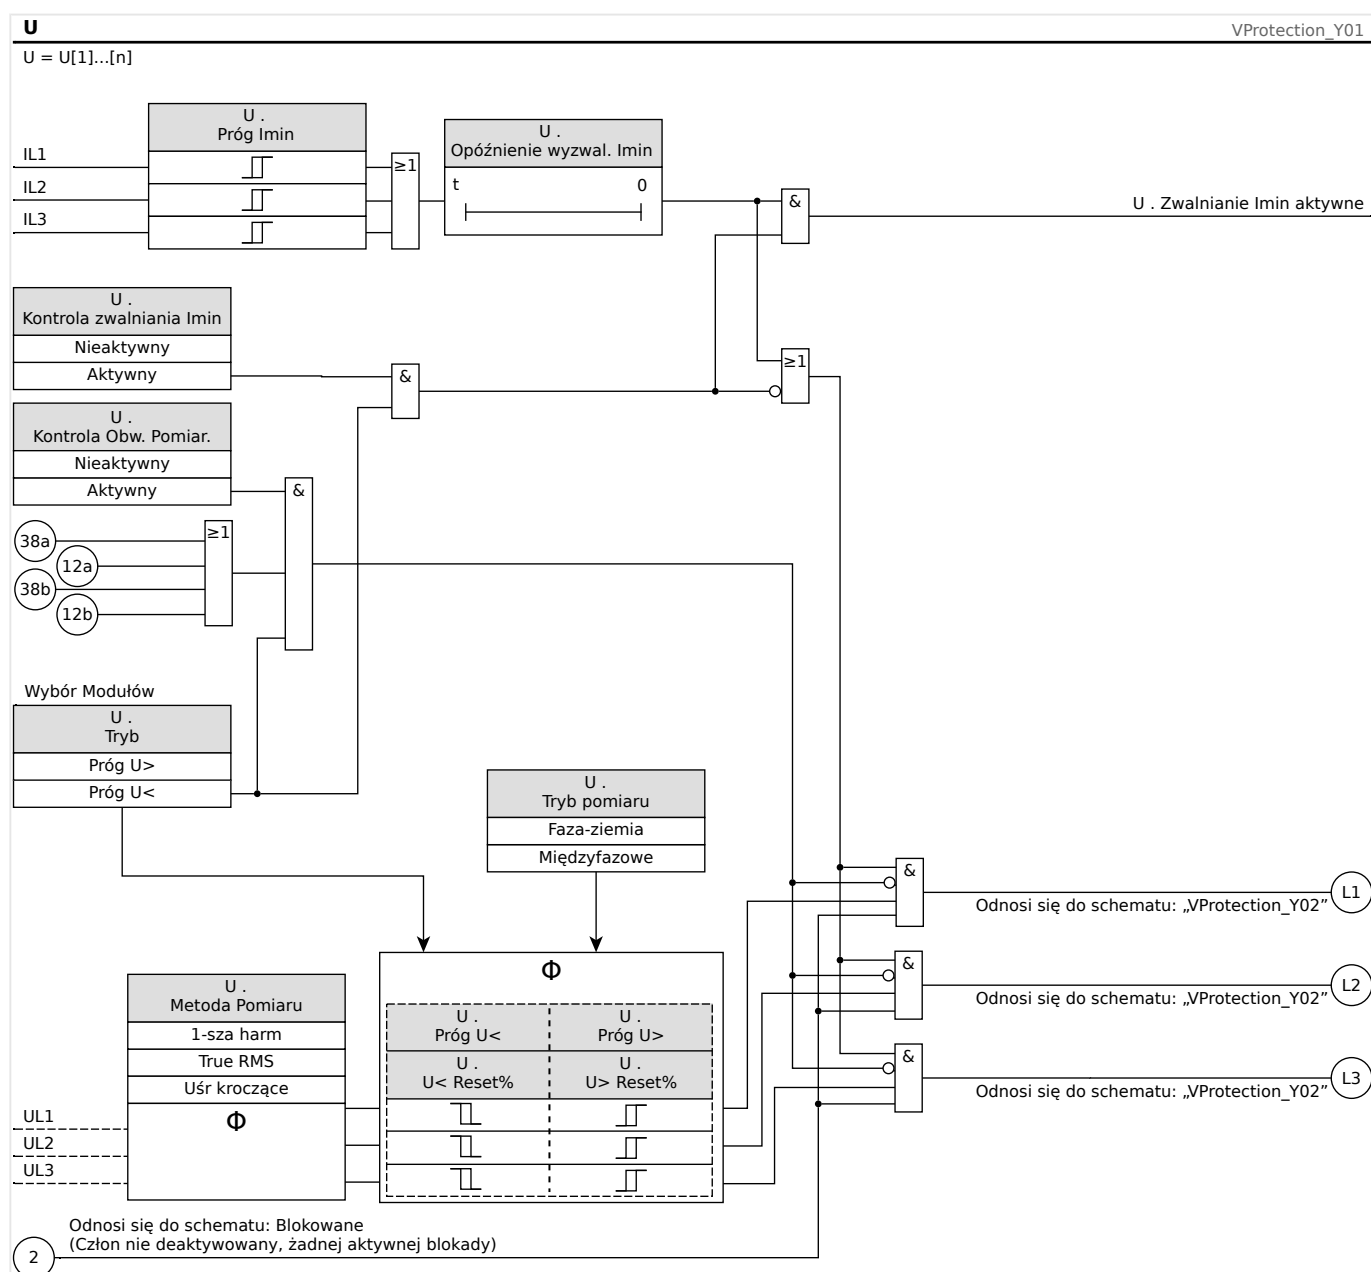 U
VProtection_Y01
U = U[1]...[n]
U .
Próg Imin
IL1
IL2
IL3
≥1
U .
Opóźnienie wyzwal. Imin
t
0
&
U . Zwalnianie Imin aktywne
U .
Kontrola zwalniania Imin
Nieaktywny
Aktywny
&
≥1
U .
Kontrola Obw. Pomiar.
Nieaktywny
Aktywny
&
38a
12a
38b
12b
≥1
Wybór Modułów
U .
Tryb
Próg U>
Próg U<
U .
Tryb pomiaru
Faza-ziemia
Międzyfazowe
&
L1
Odnosi się do schematu: „VProtection_Y02”
&
L2
Odnosi się do schematu: „VProtection_Y02”
&
L3
Odnosi się do schematu: „VProtection_Y02”
Φ
U .
Próg U<
U .
Próg U>
U .
U< Reset%
U .
U> Reset%
U .
Metoda Pomiaru
1-sza harm
True RMS
Uśr kroczące
Φ
UL1
UL2
UL3
Odnosi się do schematu: Blokowane
(Człon nie deaktywowany, żadnej aktywnej blokady)
2